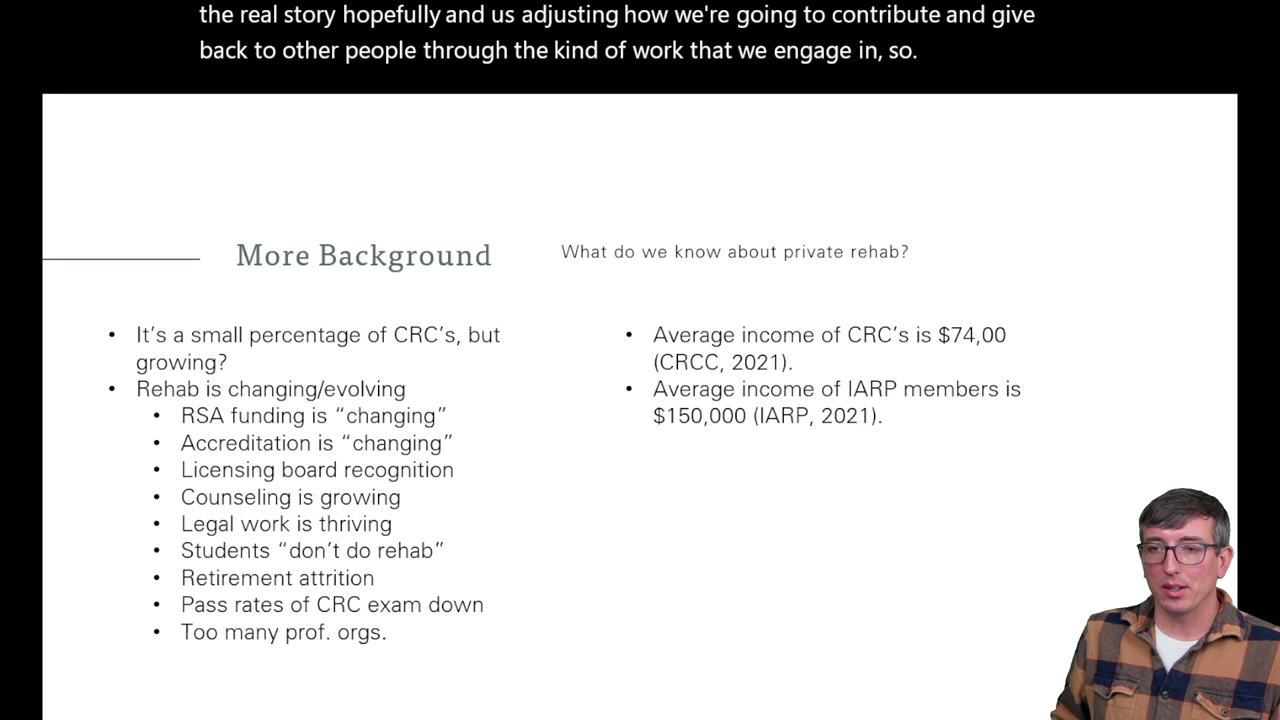 the real story hopefully and us adjusting how we're going to contribute and give
back to other people through the kind of work that we engage in, so.
More Background
What do we know about private rehab?
• It's a small percentage of CRC's, but
growing?
• Rehab is changing/evolving
• RSA funding is “changing”
• Accreditation is “changing”
• Licensing board recognition
• Counseling is growing
• Legal work is thriving
• Students “don't do rehab”
• Retirement attrition
• Pass rates of CRC exam down
• Too many prof. orgs.
• Average income of CRC's is $74,00
(CRCC, 2021).
• Average income of IARP members is
$150,000 (IARP, 2021).